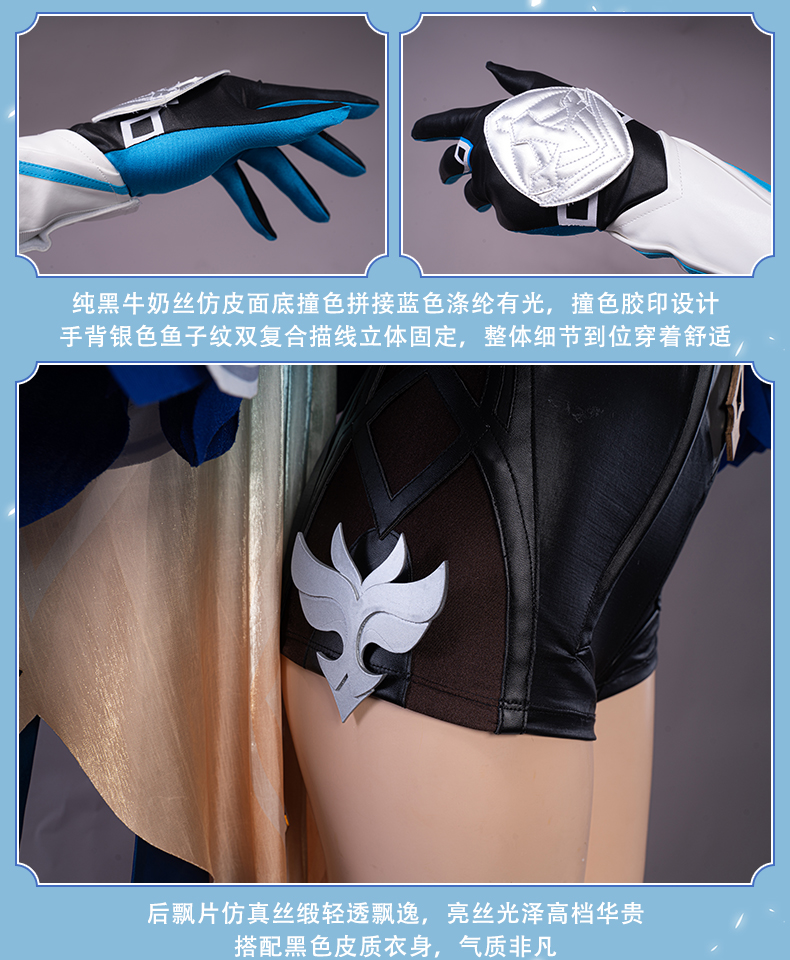 纯黑牛奶丝仿皮面底撞色拼接蓝色涤纶有光，撞色胶印设计
手背银色鱼子纹双复合描线立体固定，整体细节到位穿着舒适
后飘片仿真丝缎轻透飘逸，亮丝光泽高档华贵
搭配黑色皮质衣身，气质非凡